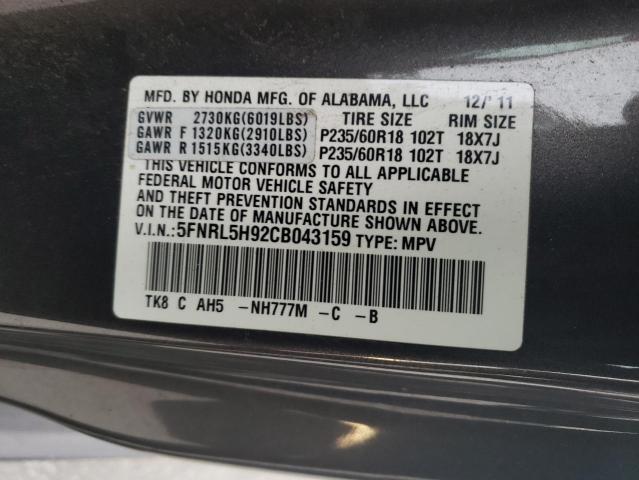 MFD. BY HONDA MFG. OF ALABAMA, LLC 12/'11
GVWR 2730KG(6019LBS) TIRE SIZE RIM SIZE
GAWR F 1320KG(2910LBS) P235/60R18 102T 18X7J
GAWR R 1515KG(3340LBS) P235/60R18 102T 18X7J
THIS VEHICLE CONFORMS TO ALL APPLICABLE
FEDERAL MOTOR VEHICLE SAFETY
AND THEFT PREVENTION STANDARDS IN EFFECT
ON THE DATE OF MANUFACTURE SHOWN ABOVE.
V.I.N.:5FNRL5H92CB043159 TYPE: MPV
TK8 C AH5 -NH777M -C -B